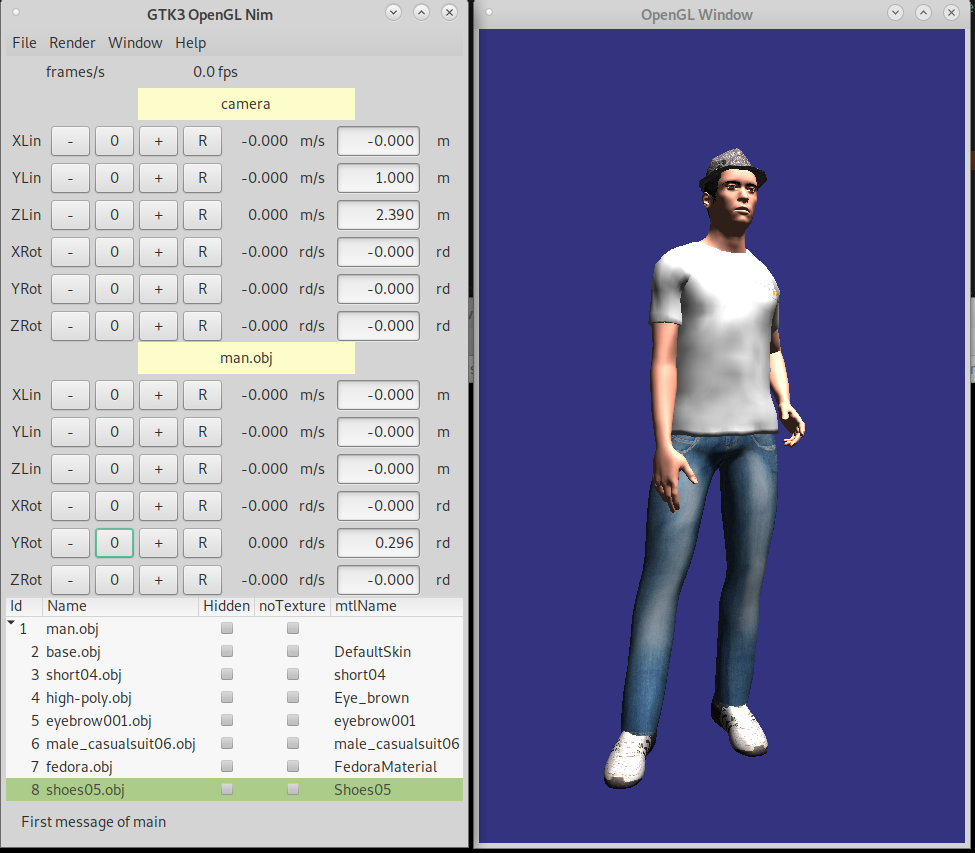 GTK3 OpenGL Nim
File Render Window Help
frames/s 0.0 fps
camera
XLin - 0 + R -0.000 m/s -0.000 m
YLin - 0 + R -0.000 m/s 1.000 m
ZLin - 0 + R 0.000 m/s 2.390 m
XRot - 0 + R -0.000 rd/s -0.000 rd
YRot - 0 + R -0.000 rd/s -0.000 rd
ZRot - 0 + R -0.000 rd/s -0.000 rd
man.obj
XLin - 0 + R -0.000 m/s -0.000 m
YLin - 0 + R -0.000 m/s -0.000 m
ZLin - 0 + R -0.000 m/s -0.000 m
XRot - 0 + R -0.000 rd/s -0.000 rd
YRot - 0 + R 0.000 rd/s 0.296 rd
ZRot - 0 + R -0.000 rd/s -0.000 rd
Id Name Hidden noTexture mtlName
1 man.obj
2 base.obj DefaultSkin
3 short04.obj short04
4 high-poly.obj Eye_brown
5 eyebrow001.obj eyebrow001
6 male_casualsuit06.obj male_casualsuit06
7 fedora.obj FedoraMaterial
8 shoes05.obj Shoes05
First message of main
OpenGL Window